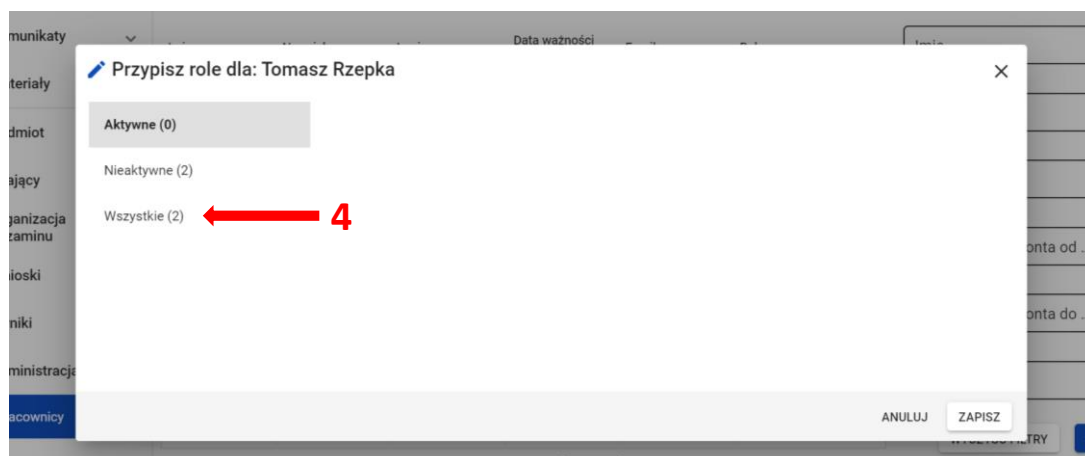 munikaty
Data ważności
Przypisz role dla: Tomasz Rzepka
teriały
Aktywne (0)
dmiot
Nieaktywne (2)
ający
Wszystkie (2)
4
ganizacja
zaminu
onta od
ioski
niki
onta do
ministracja
acownicy
ANULUJ
ZAPISZ